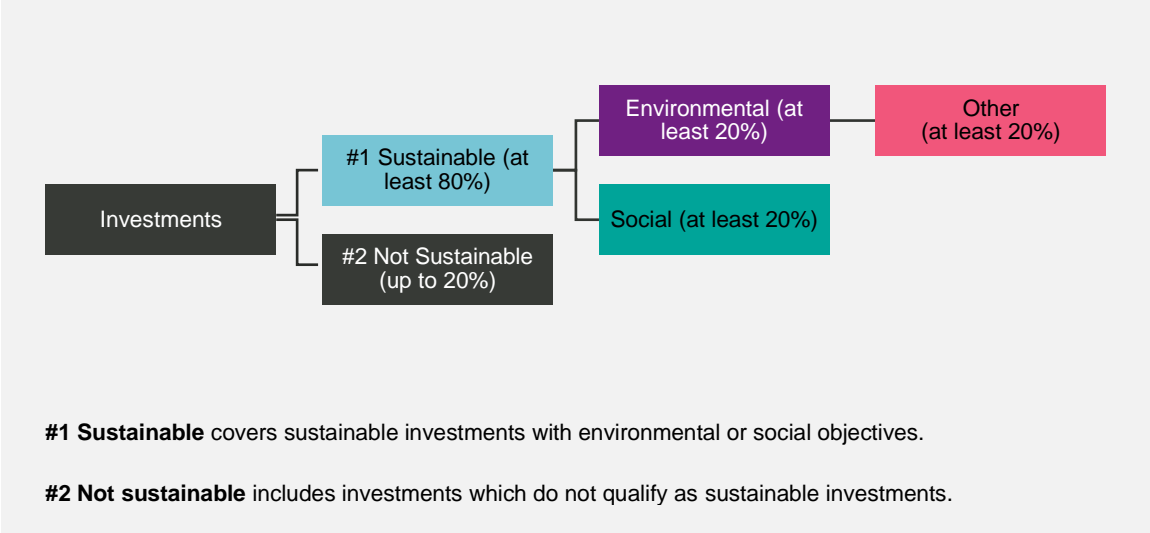 Environmental (at
least 20%)
Other
(at least 20%)
#1 Sustainable (at
least 80%)
Investments
Social (at least 20%)
#2 Not Sustainable
(up to 20%)
#1 Sustainable covers sustainable investments with environmental or social objectives.
#2 Not sustainable includes investments which do not qualify as sustainable investments.